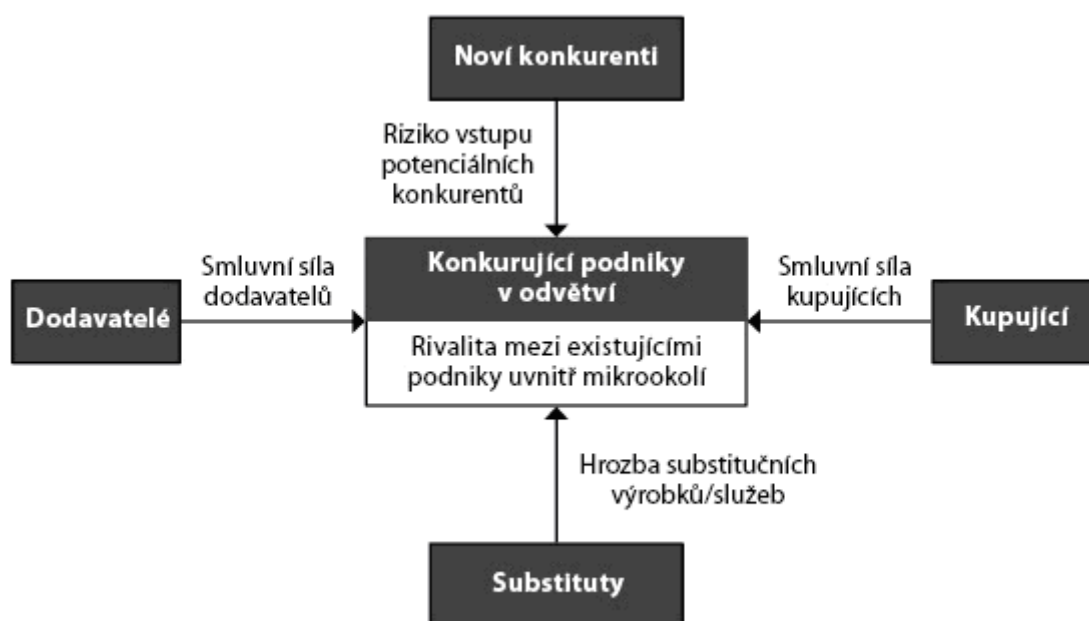 Noví konkurenti
Riziko vstupu
potenciálních
konkurentů
Smluvní síla
dodavatelů
Dodavatelé
Konkurující podniky
v odvětví
Rivalita mezi existujícími
podniky uvnitř mikrookolí
Smluvní síla
kupujících
Kupující
Hrozba substitučních
výrobků/služeb
Substituty